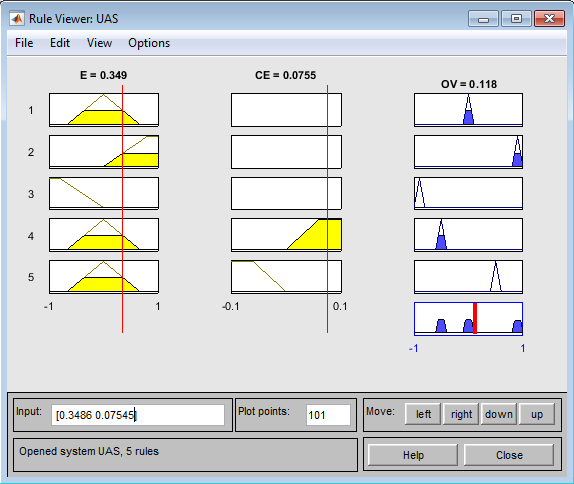 Rule Viewer: UAS
File Edit View Options
E = 0.349 CE = 0.0755 OV = 0.118
1
2
3
4
5
-1 1 -0.1 0.1
-1 1
Input: [0.3486 0.07545] Plot points: 101 Move: left right down up
Opened system UAS, 5 rules Help Close